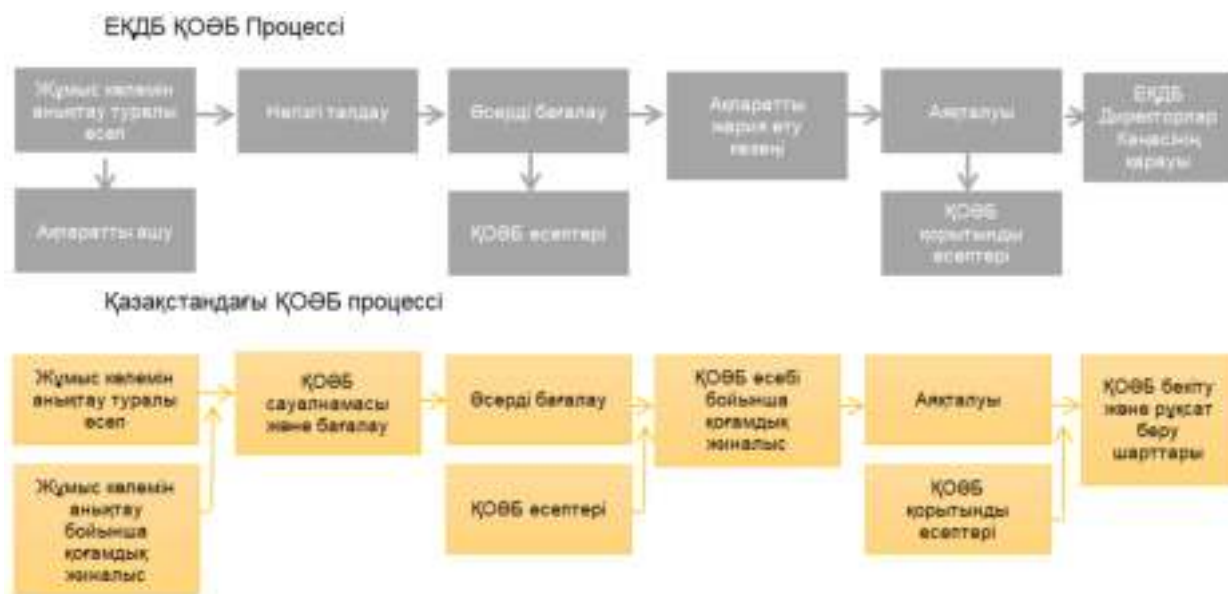 ЕҚДБ ҚОӘБ Процессі
Жұмыс көлемін
анықтау туралы
есеп
Негізгі талдау
Әсерді бағалау
Ақпаратты
жария ету
кезеңі
Аяқталуы
ЕҚДБ
Директорлар
Кеңесінің
қарауы
Ақпаратты ашу
ҚОӘБ есептері
ҚОӘБ
қорытынды
есептері
Қазақстандағы ҚОӘБ процессі
Жұмыс көлемін
анықтау туралы
есеп
ҚОӘБ
сауалнамасы
және бағалау
Әсерді бағалау
ҚОӘБ есебі
бойынша
қоғамдық
жиналыс
Аяқталуы
ҚОӘБ бекіту
және рұқсат
беру
шарттары
Жұмыс көлемін
анықтау
бойынша
қоғамдық
жиналыс
ҚОӘБ есептері
ҚОӘБ
қорытынды
есептері